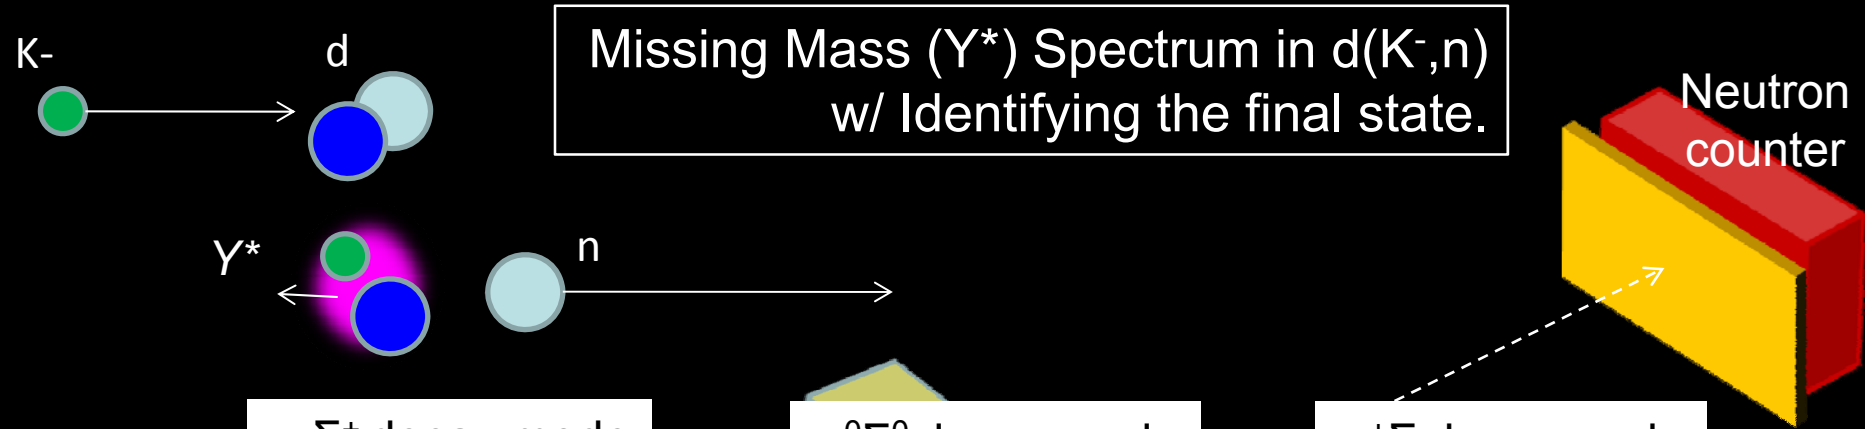 K-
d
Missing Mass (Y*) Spectrum in d(K⁻,n)
w/ Identifying the final state.
Neutron
counter
Y*
n